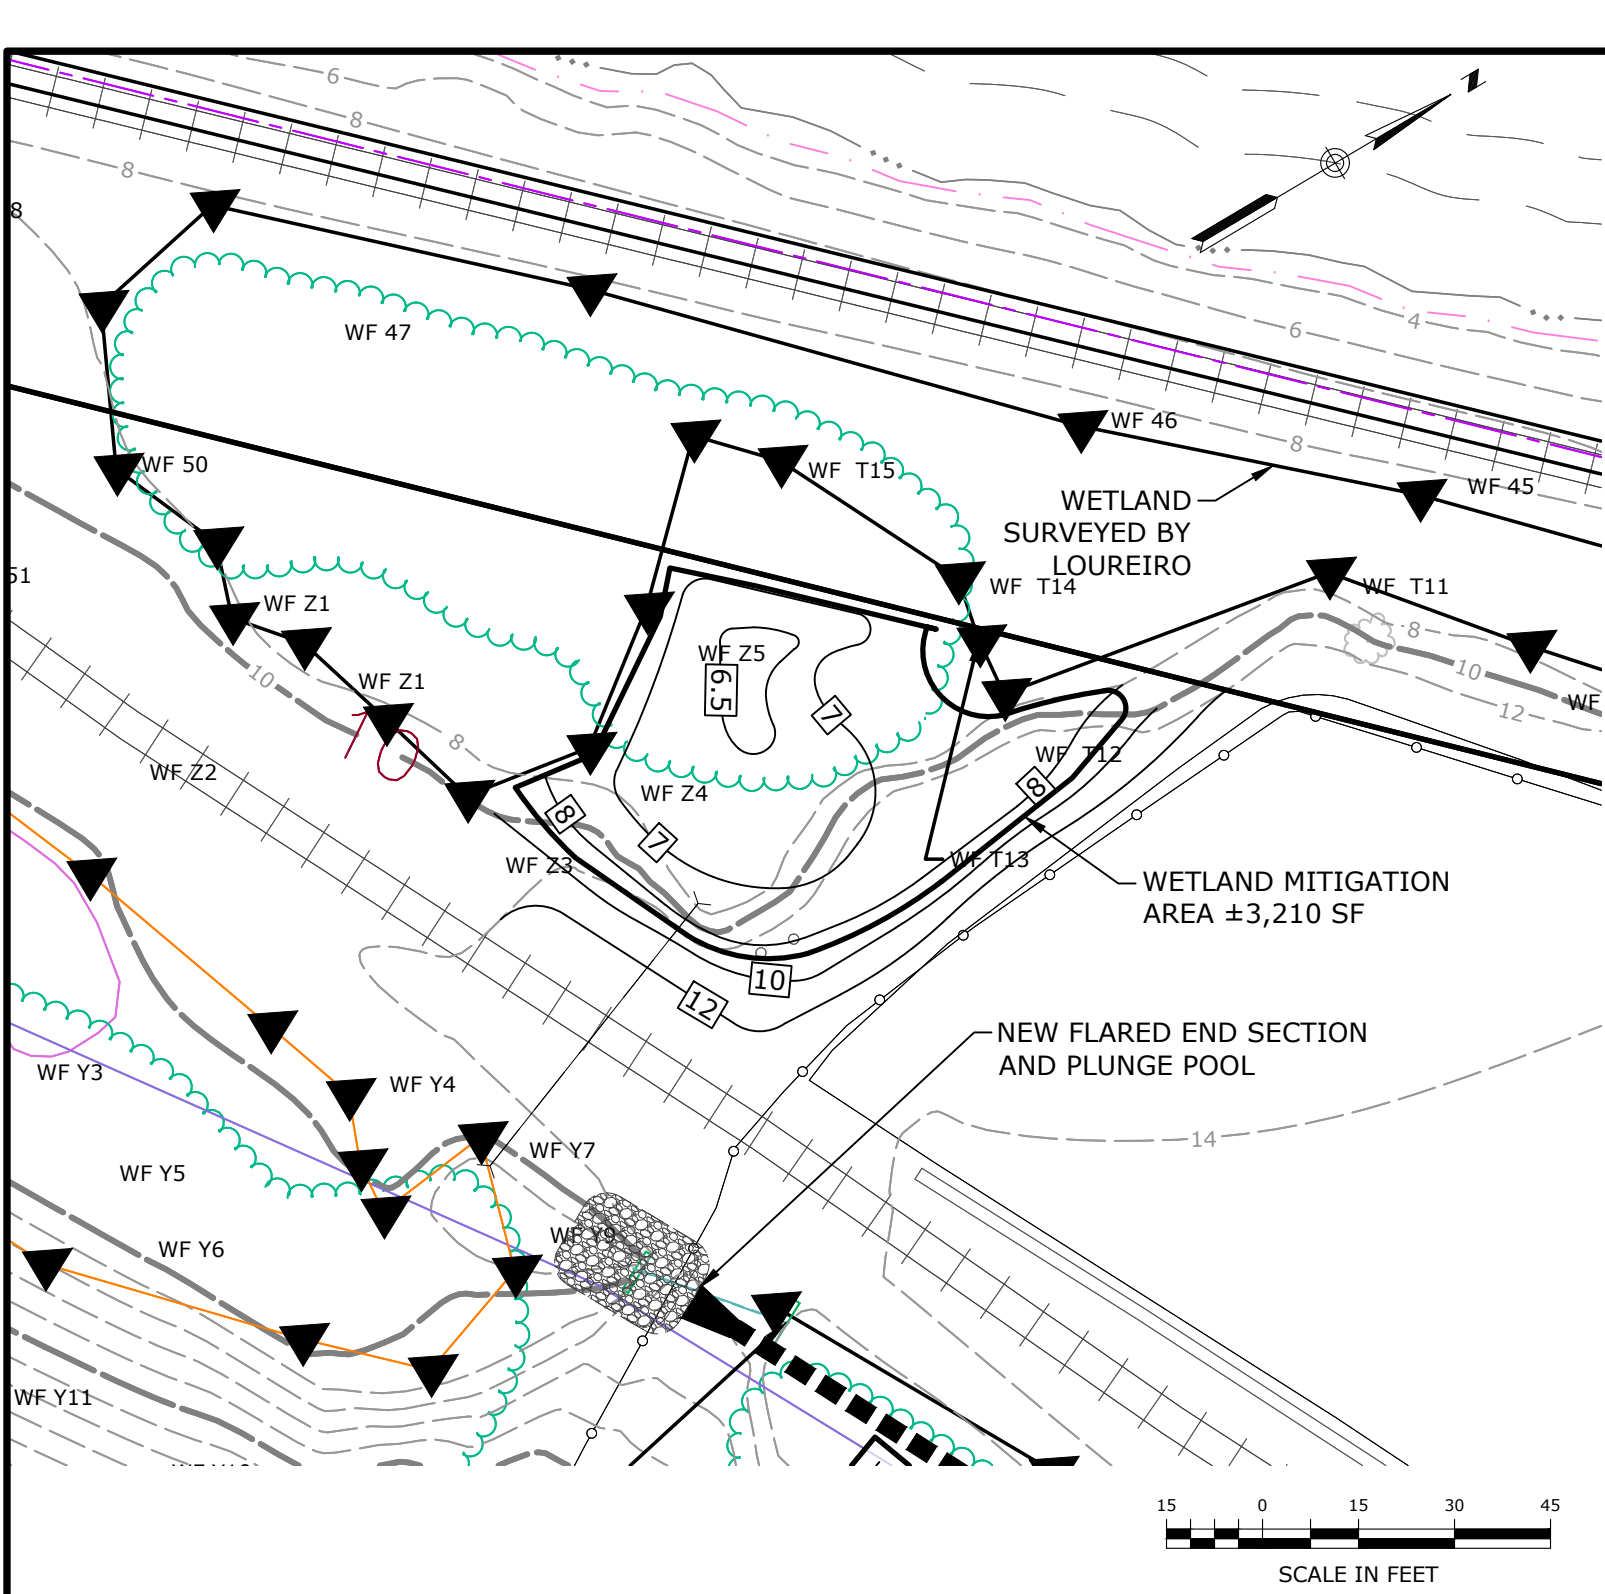 N
6
8
8
8
WF 47
6
4
WF 46
8
WF 50
WF T15
WF 45
WETLAND
SURVEYED BY
LOUREIRO
51
WF Z1
WF T14
WF T11
8
WF Z5
10
10
WF Z1
6.5
7
12
WF
8
WF Z2
WF T12
WF Z4
8
8
7
WF Z3
WF T13
WETLAND MITIGATION
AREA ±3,210 SF
10
12
NEW FLARED END SECTION
AND PLUNGE POOL
WF Y3
WF Y4
14
WF Y7
WF Y5
WF Y9
WF Y6
WF Y11
15 0 15 30 45
SCALE IN FEET